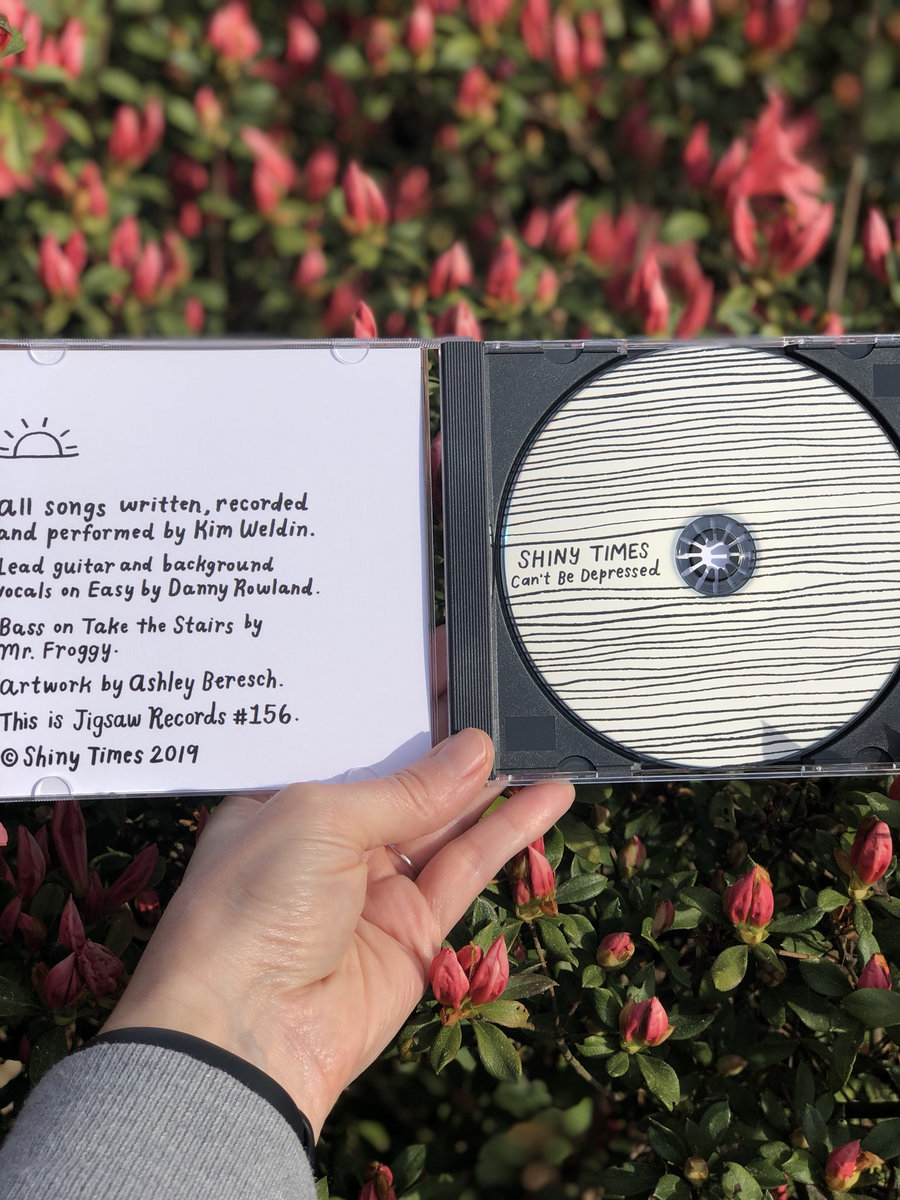 all songs written, recorded
and performed by Kim Weldin.
Lead guitar and background
vocals on Easy by Danny Rowland.
Bass on Take the Stairs by
Mr. Froggy.
artwork by Ashley Beresch.
This is Jigsaw Records #156.
© Shiny Times 2019
SHINY TIMES
Can't Be Depressed